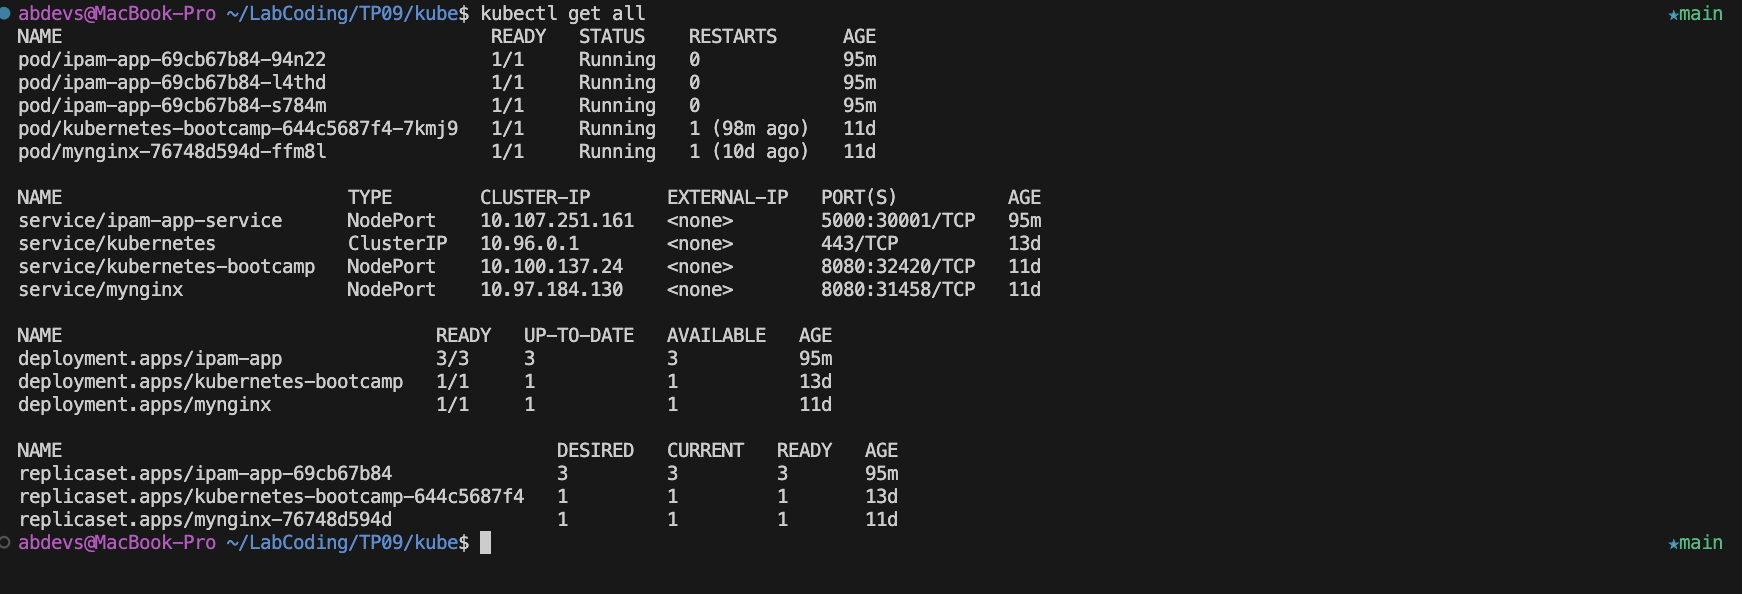 abdevs@MacBook-Pro ~/LabCoding/TP09/kube$ kubectl get all ★main
NAME READY STATUS RESTARTS AGE
pod/ipam-app-69cb67b84-94n22 1/1 Running 0 95m
pod/ipam-app-69cb67b84-l4thd 1/1 Running 0 95m
pod/ipam-app-69cb67b84-s784m 1/1 Running 0 95m
pod/kubernetes-bootcamp-644c5687f4-7kmj9 1/1 Running 1 (98m ago) 11d
pod/mynginx-76748d594d-ffm8l 1/1 Running 1 (10d ago) 11d
NAME TYPE CLUSTER-IP EXTERNAL-IP PORT(S) AGE
service/ipam-app-service NodePort 10.107.251.161 <none> 5000:30001/TCP 95m
service/kubernetes ClusterIP 10.96.0.1 <none> 443/TCP 13d
service/kubernetes-bootcamp NodePort 10.100.137.24 <none> 8080:32420/TCP 11d
service/mynginx NodePort 10.97.184.130 <none> 8080:31458/TCP 11d
NAME READY UP-TO-DATE AVAILABLE AGE
deployment.apps/ipam-app 3/3 3 3 95m
deployment.apps/kubernetes-bootcamp 1/1 1 1 13d
deployment.apps/mynginx 1/1 1 1 11d
NAME DESIRED CURRENT READY AGE
replicaset.apps/ipam-app-69cb67b84 3 3 3 95m
replicaset.apps/kubernetes-bootcamp-644c5687f4 1 1 1 13d
replicaset.apps/mynginx-76748d594d 1 1 1 11d
abdevs@MacBook-Pro ~/LabCoding/TP09/kube$ ★main